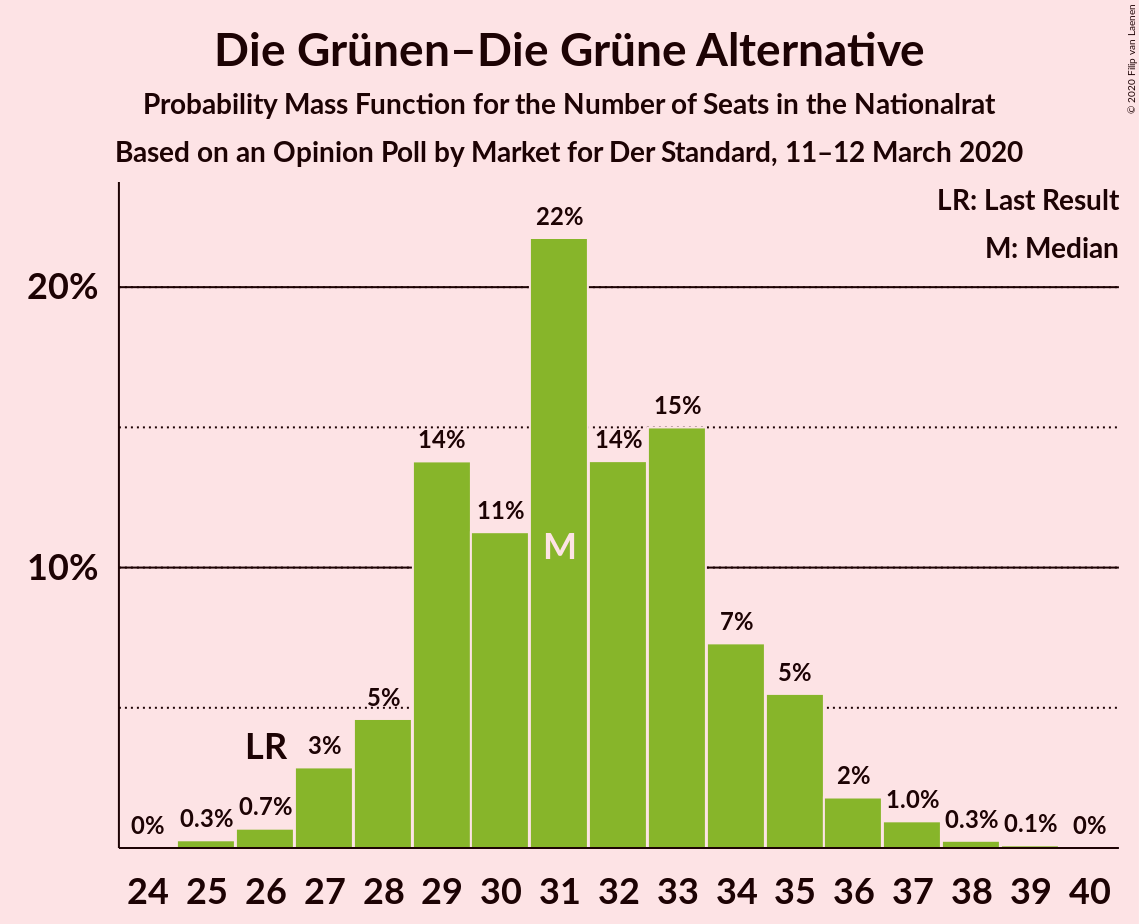 Die Grünen–Die Grüne Alternative
Probability Mass Function for the Number of Seats in the Nationalrat
Based on an Opinion Poll by Market for Der Standard, 11–12 March 2020
© 2020 Filip van Laenen
LR: Last Result
M: Median
20%
10%
0%
0.3%
0.7%
LR
3%
5%
14%
11%
22%
M
14%
15%
7%
5%
2%
1.0%
0.3%
0.1%
0%
24 25 26 27 28 29 30 31 32 33 34 35 36 37 38 39 40